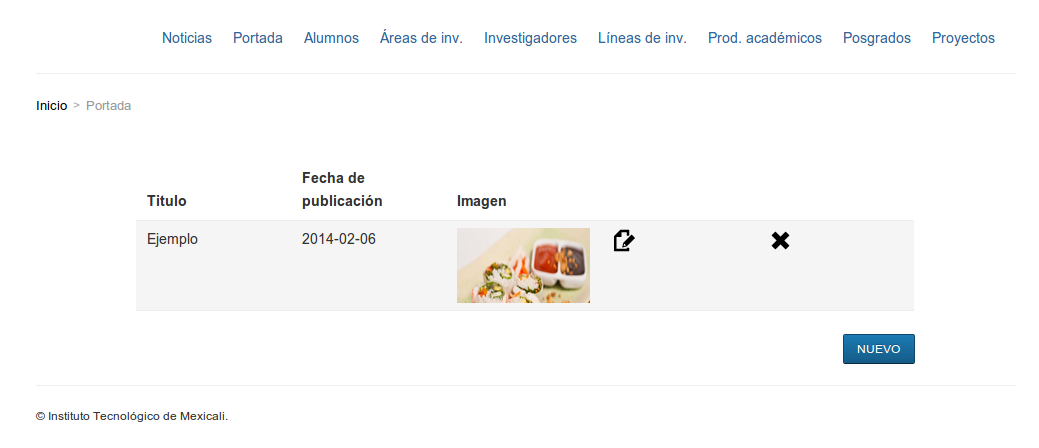 Noticias Portada Alumnos Áreas de inv. Investigadores Líneas de inv. Prod. académicos Posgrados Proyectos
Inicio > Portada
Titulo Fecha de publicación Imagen
Ejemplo 2014-02-06
NUEVO
© Instituto Tecnológico de Mexicali.